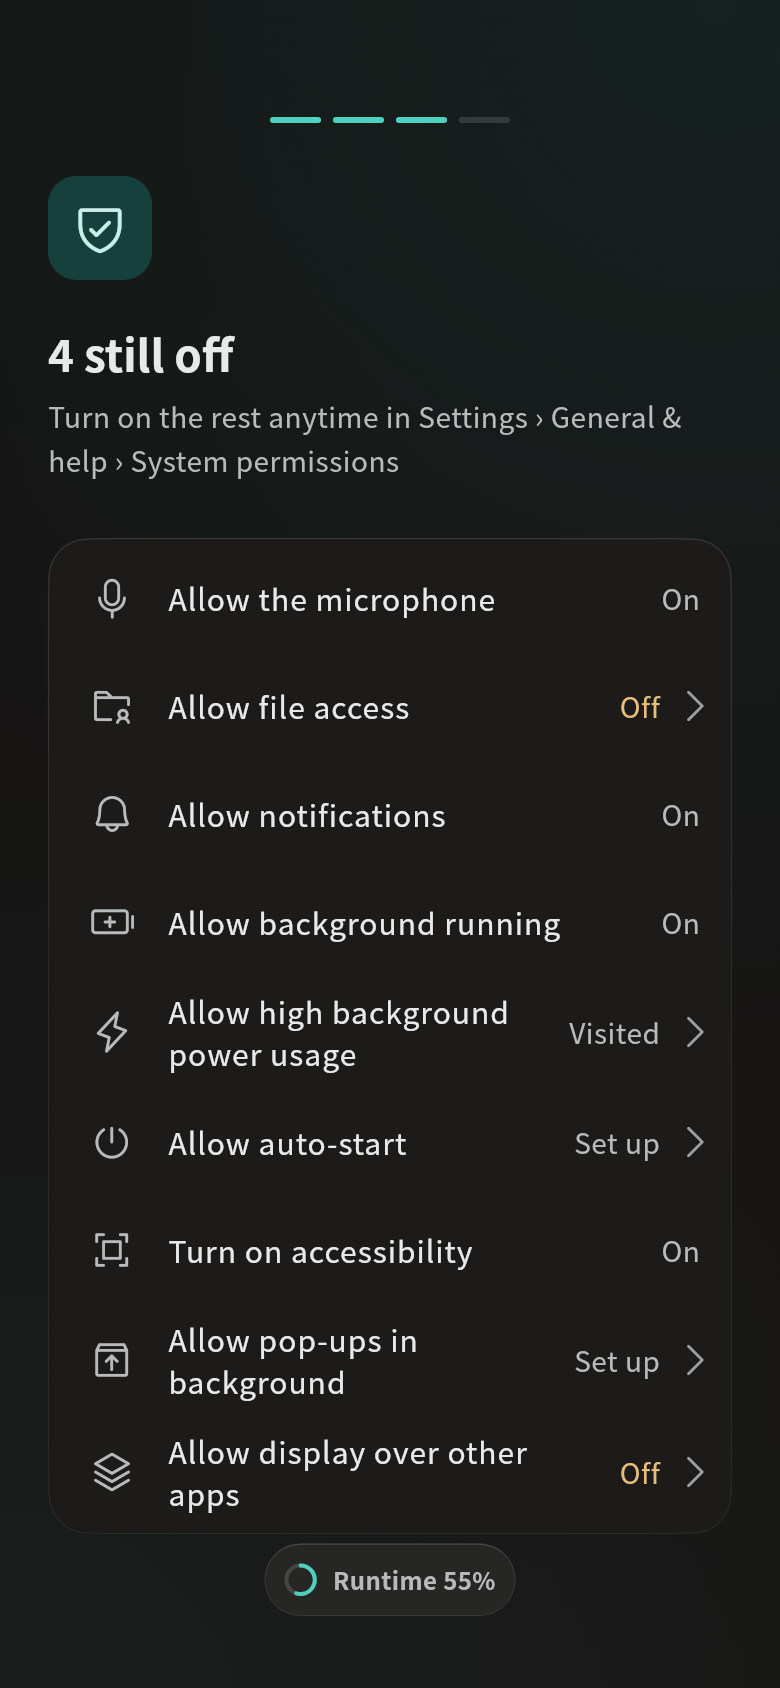 4 still off
Turn on the rest anytime in Settings › General &
help › System permissions
Allow the microphone
On
Allow file access
Off
Allow notifications
On
Allow background running
On
Allow high background
power usage
Visited
Allow auto-start
Set up
Turn on accessibility
On
Allow pop-ups in
background
Set up
Allow display over other
apps
Off
Runtime 55%